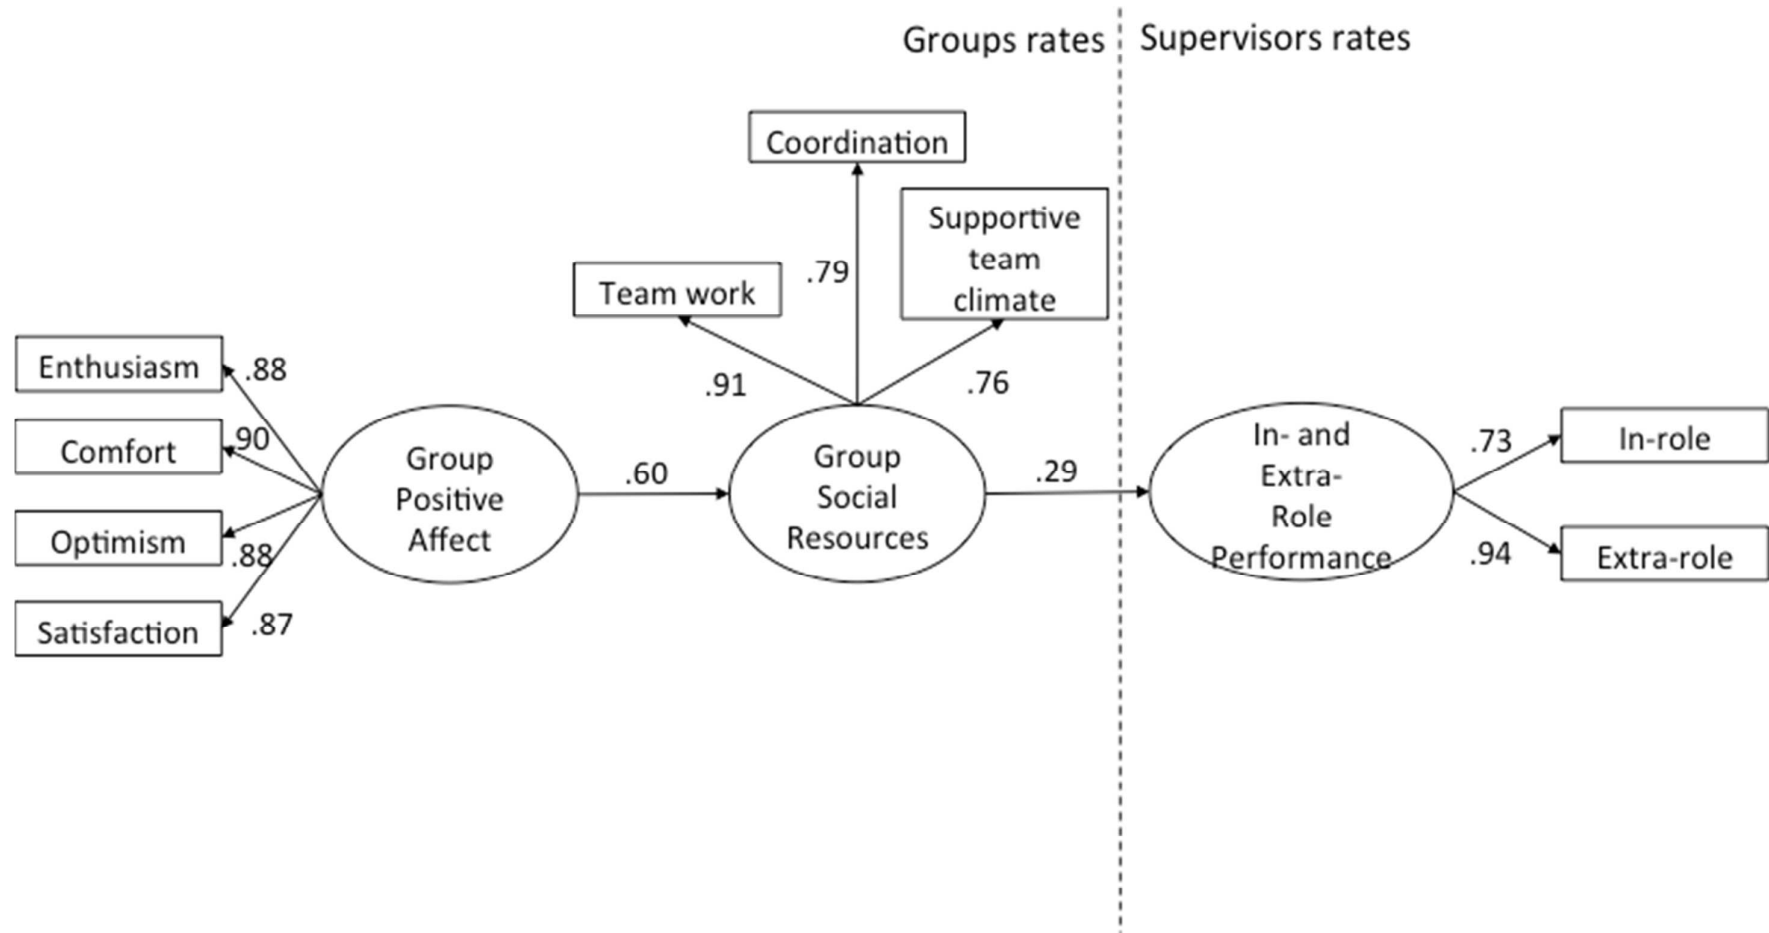 Groups rates
Supervisors rates
Coordination
Supportive
team
climate
.79
Team work
.91
.76
Enthusiasm
.88
Comfort
.90
Optimism
.88
Satisfaction
.87
Group
Positive
Affect
.60
Group
Social
Resources
.29
In- and
Extra-
Role
Performance
.73
In-role
.94
Extra-role